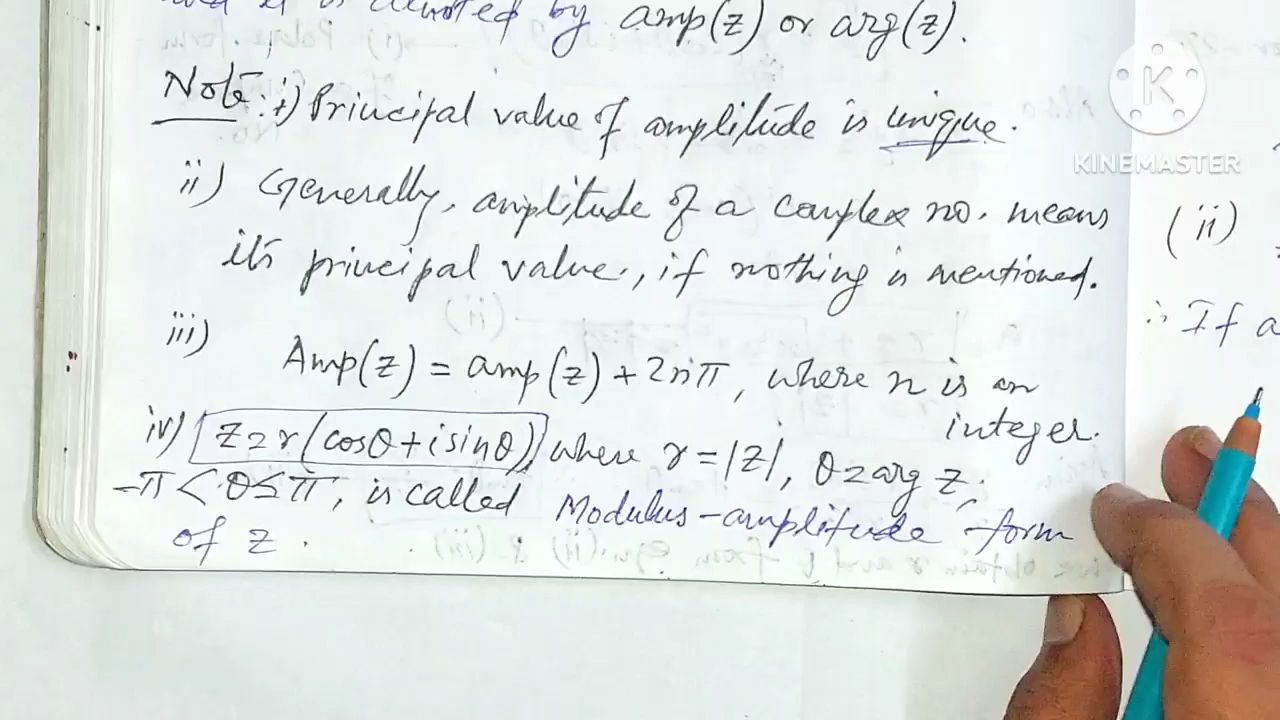 and it is denoted by amp(z) or arg(z).
Note: i) Principal value of amplitude is unique.
ii) Generally, amplitude of a complex no. means
its principal value, if nothing is mentioned.
iii)
Amp(z) = amp(z) + 2nπ, where n is an
integer.
iv) z = r(cosθ + i sinθ) where r = |z|, θ = arg z,
-π < θ ≤ π, is called Modulus-amplitude form
of z.
(ii)
∴ If a
K
KINEMASTER